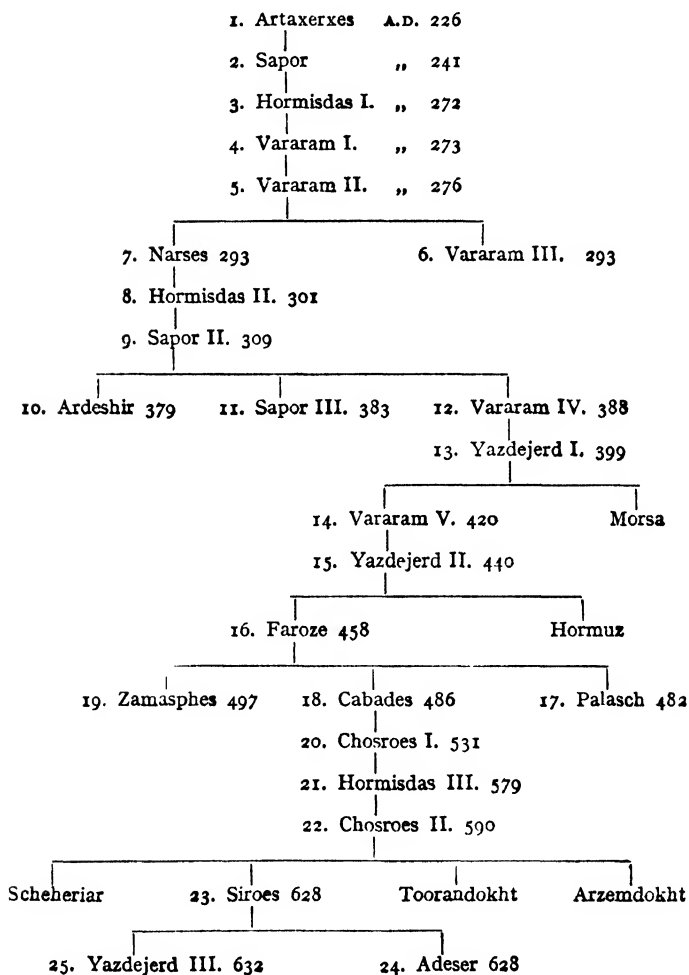 1. Artaxerxes A.D. 226
2. Sapor „ 241
3. Hormisdas I. „ 272
4. Vararam I. „ 273
5. Vararam II. „ 276
7. Narses 293 6. Vararam III. 293
8. Hormisdas II. 301
9. Sapor II. 309
10. Ardeshir 379 11. Sapor III. 383 12. Vararam IV. 388
13. Yazdejerd I. 399
14. Vararam V. 420 Morsa
15. Yazdejerd II. 440
16. Faroze 458 Hormuz
19. Zamasphes 497 18. Cabades 486 17. Palasch 482
20. Chosroes I. 531
21. Hormisdas III. 579
22. Chosroes II. 590
Scheheriar 23. Siroes 628 Toorandokht Arzemdokht
25. Yazdejerd III. 632 24. Adeser 628